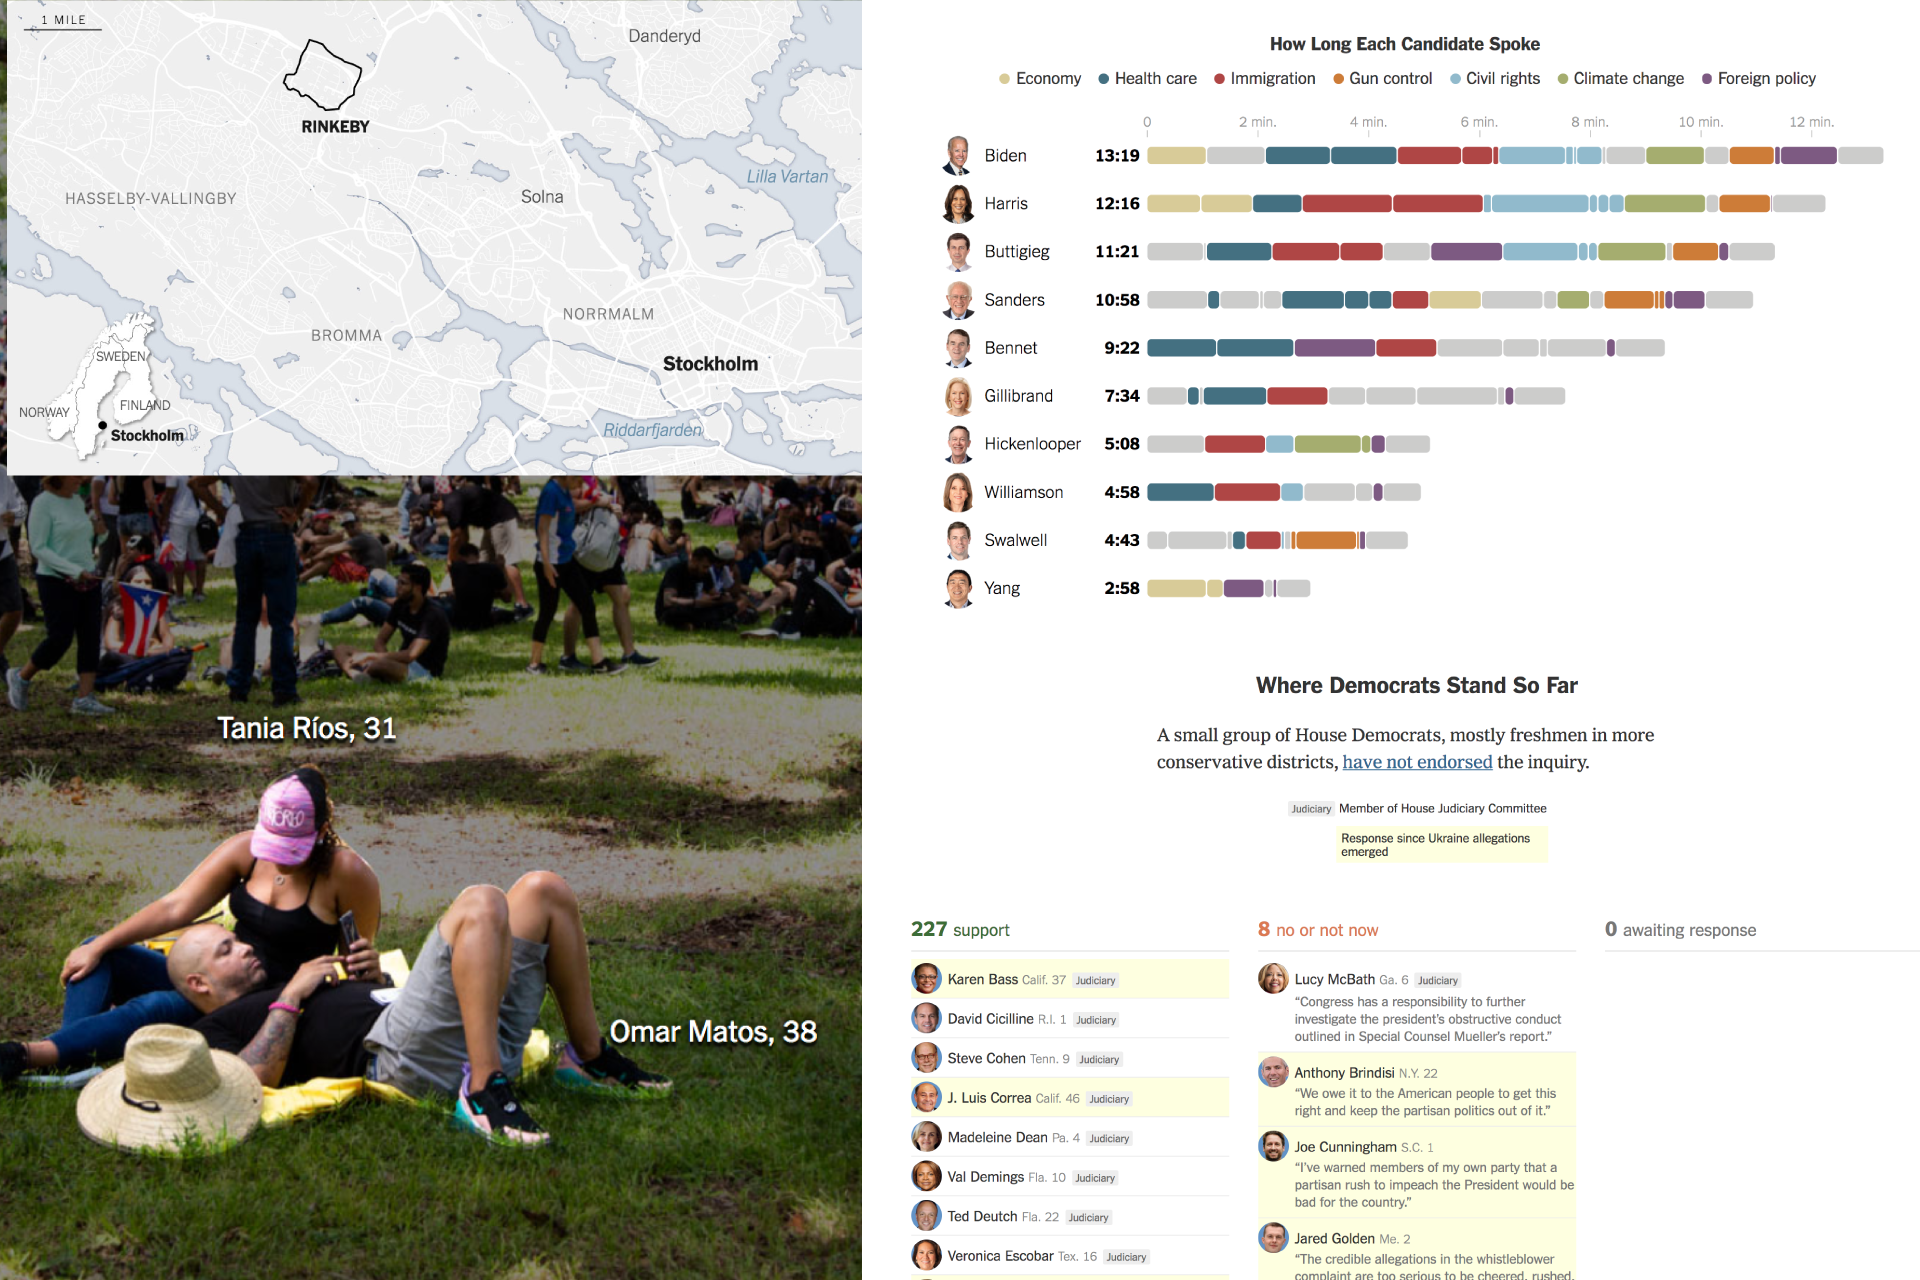 1 MILE
Danderyd
RINKEBY
Lilla Vartan
HASSELBY-VALLINGBY
Solna
NORRMALM
BROMMA
Stockholm
SWEDEN
NORWAY
FINLAND
Stockholm
Riddarfjarden
Tania Ríos, 31
Omar Matos, 38
How Long Each Candidate Spoke
Economy Health care Immigration Gun control Civil rights Climate change Foreign policy
0 2 min. 4 min. 6 min. 8 min. 10 min. 12 min.
Biden 13:19
Harris 12:16
Buttigieg 11:21
Sanders 10:58
Bennet 9:22
Gillibrand 7:34
Hickenlooper 5:08
Williamson 4:58
Swalwell 4:43
Yang 2:58
Where Democrats Stand So Far
A small group of House Democrats, mostly freshmen in more
conservative districts, have not endorsed the inquiry.
Judiciary Member of House Judiciary Committee
Response since Ukraine allegations
emerged
227 support
Karen Bass Calif. 37 Judiciary
David Cicilline R.I. 1 Judiciary
Steve Cohen Tenn. 9 Judiciary
J. Luis Correa Calif. 46 Judiciary
Madeleine Dean Pa. 4 Judiciary
Val Demings Fla. 10 Judiciary
Ted Deutch Fla. 22 Judiciary
Veronica Escobar Tex. 16 Judiciary
8 no or not now
Lucy McBath Ga. 6 Judiciary
“Congress has a responsibility to further
investigate the president’s obstructive conduct
outlined in Special Counsel Mueller’s report.”
Anthony Brindisi N.Y. 22
“We owe it to the American people to get this
right and keep the partisan politics out of it.”
Joe Cunningham S.C. 1
“I’ve warned members of my own party that a
partisan rush to impeach the President would be
bad for the country.”
Jared Golden Me. 2
“The credible allegations in the whistleblower
complaint are too serious to be cheered, rushed,
0 awaiting response